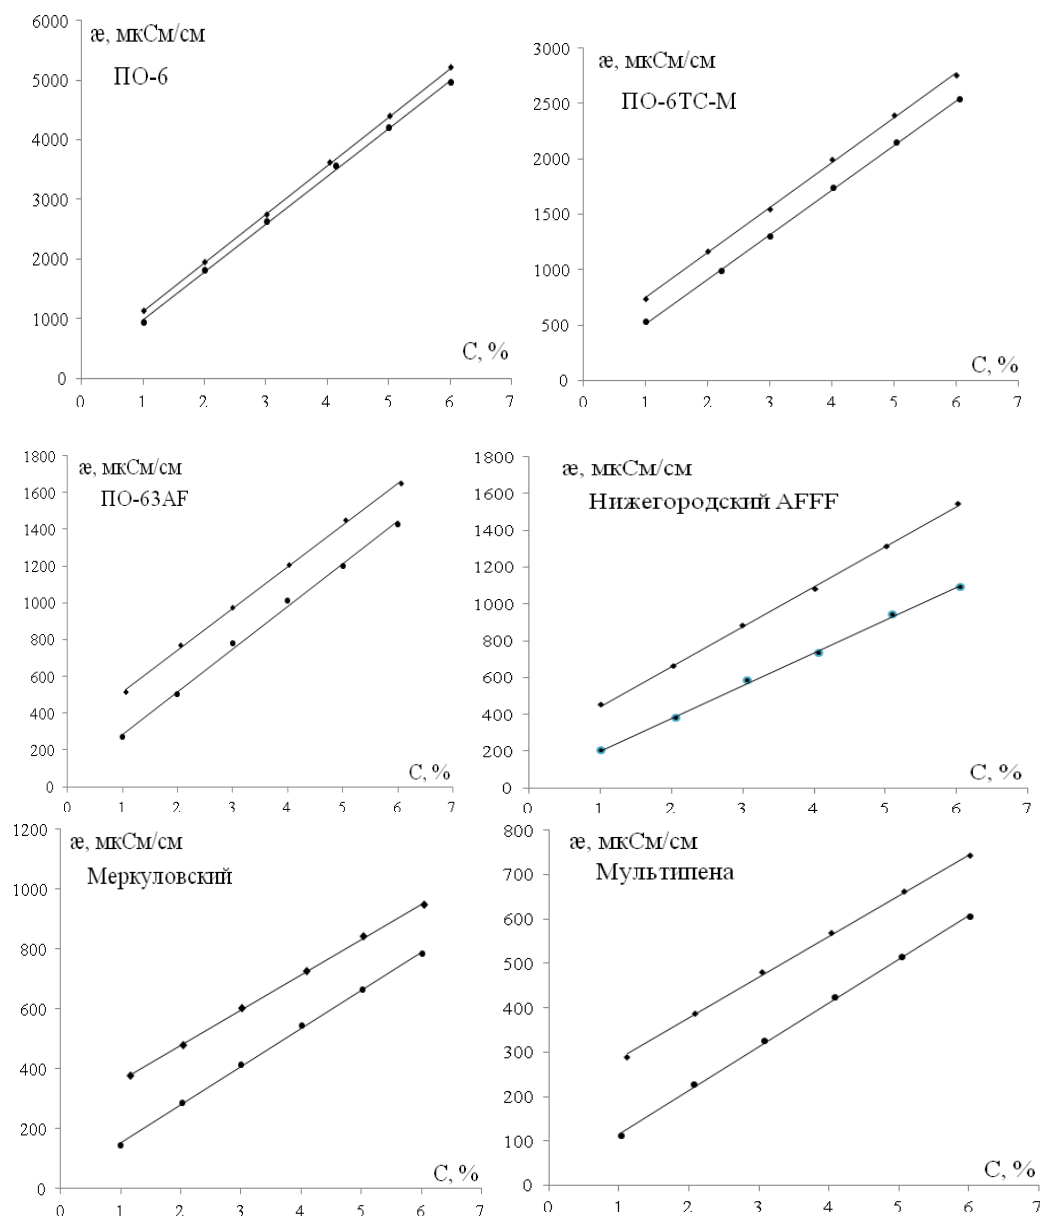 æ, мкСм/см
ПО-6
6000
5000
4000
3000
2000
1000
0
0 1 2 3 4 5 6 7
C, %
æ, мкСм/см
ПО-6ТС-М
3000
2500
2000
1500
1000
500
0
0 1 2 3 4 5 6 7
C, %
æ, мкСм/см
ПО-63AF
1800
1600
1400
1200
1000
800
600
400
200
0
0 1 2 3 4 5 6 7
C, %
æ, мкСм/см
Нижегородский AFFF
1800
1600
1400
1200
1000
800
600
400
200
0
0 1 2 3 4 5 6 7
C, %
æ, мкСм/см
Меркуловский
1200
1000
800
600
400
200
0
0 1 2 3 4 5 6 7
C, %
æ, мкСм/см
Мультипена
800
700
600
500
400
300
200
100
0
0 1 2 3 4 5 6 7
C, %